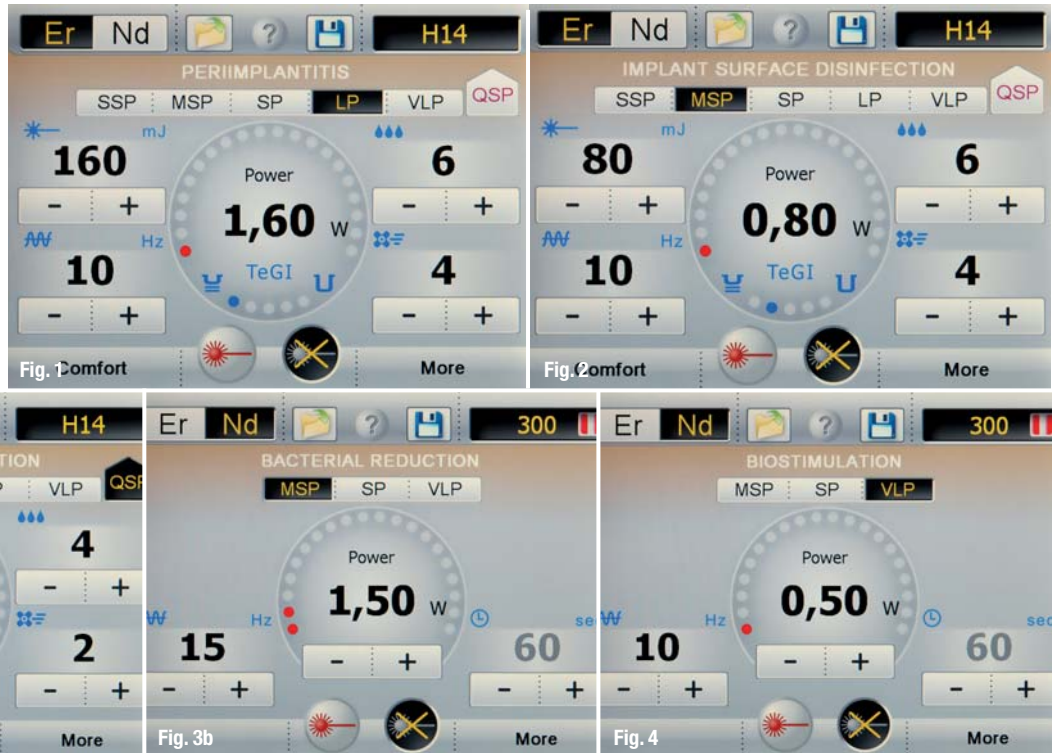 Er Nd ? H14
PERIIMPLANTITIS
SSP MSP SP LP VLP QSP
mJ
160 6
Power
- + 1,60 W - +
Hz
10 TeGI 4
- + - +
Fig. 1 Comfort More
Er Nd ? H14
IMPLANT SURFACE DISINFECTION
SSP MSP SP LP VLP QSP
mJ
80 6
Power
- + 0,80 W - +
Hz
10 TeGI 4
- + - +
Fig. 2 More
H14
TION
VLP
4
- +
2
- +
More
Er Nd ? 300
BACTERIAL REDUCTION
MSP SP VLP
Power
1,50 W
Hz
15 - + 60
- + - +
Fig. 3b More
Er Nd ? 300
BIOSTIMULATION
MSP SP VLP
Power
0,50 W
Hz sec
10 - + 60
- + - +
Fig. 4 More